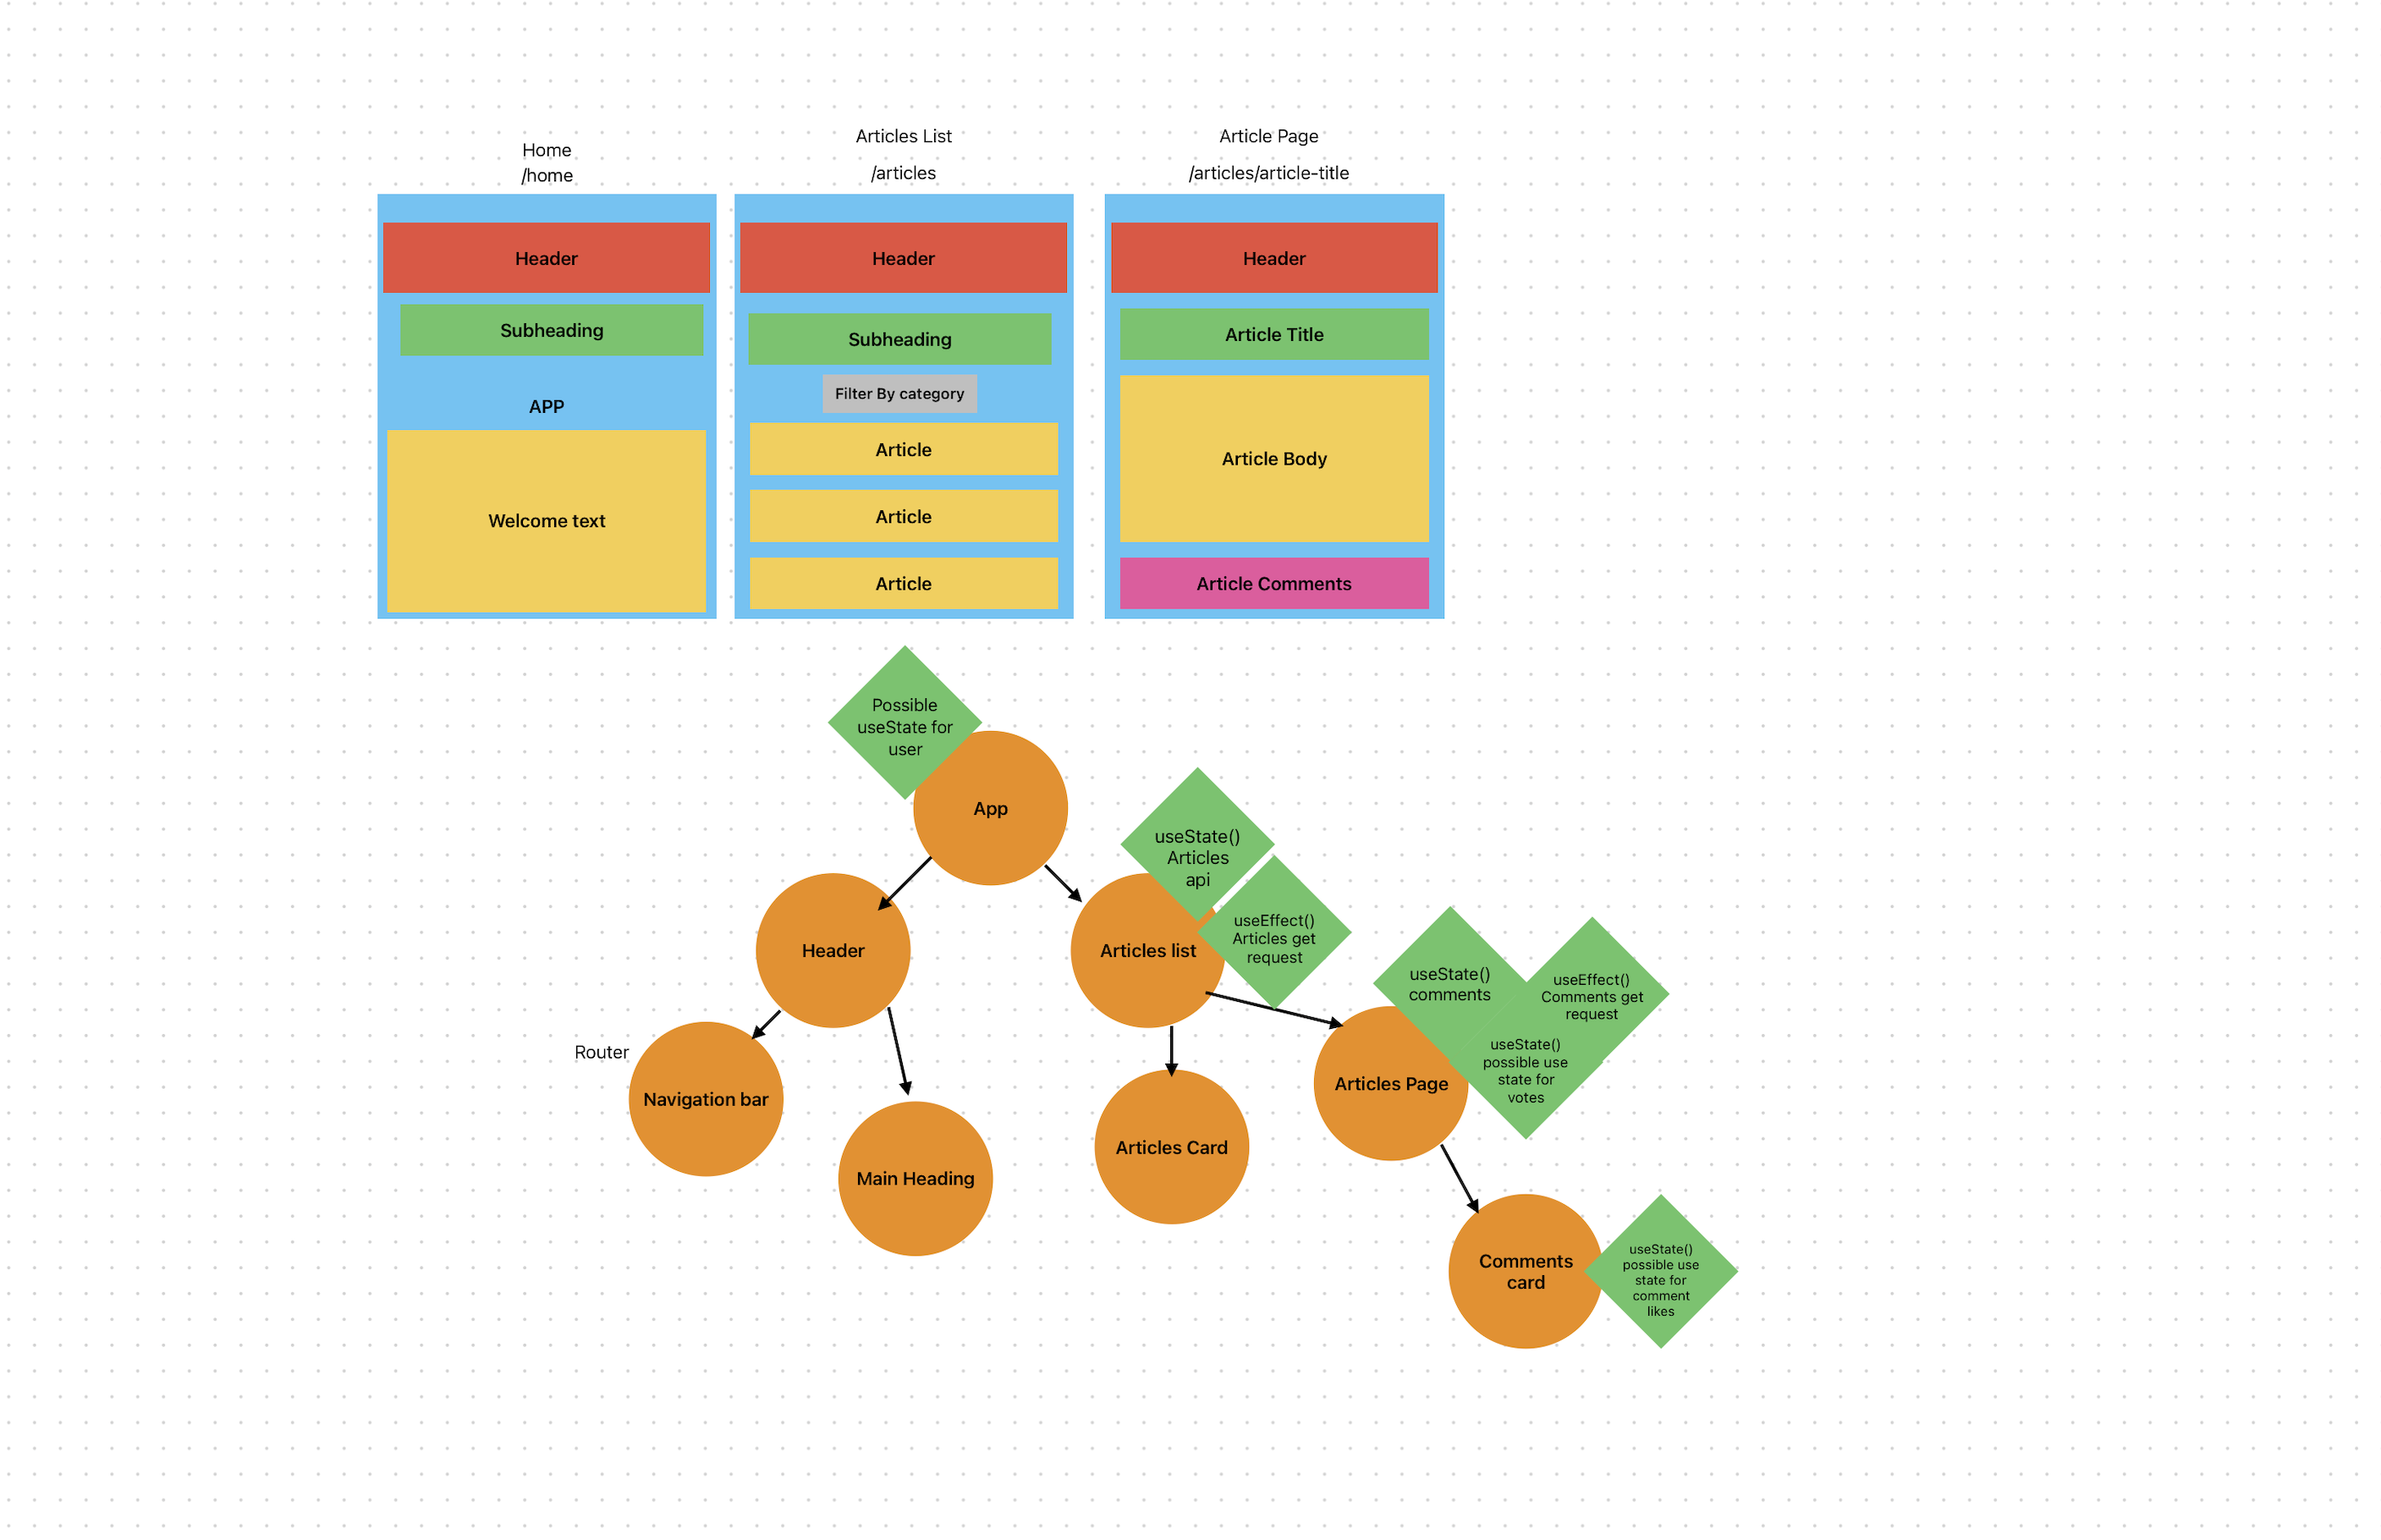 Home
/home
Articles List
/articles
Article Page
/articles/article-title
Header
Subheading
APP
Welcome text
Header
Subheading
Filter By category
Article
Article
Article
Header
Article Title
Article Body
Article Comments
Possible
useState for
user
App
useState()
Articles
api
useEffect()
Articles get
request
Header
Articles list
useState()
comments
useEffect()
Comments get
request
useState()
possible use
state for
votes
Router
Navigation bar
Main Heading
Articles Card
Articles Page
Comments
card
useState()
possible use
state for
comment
likes